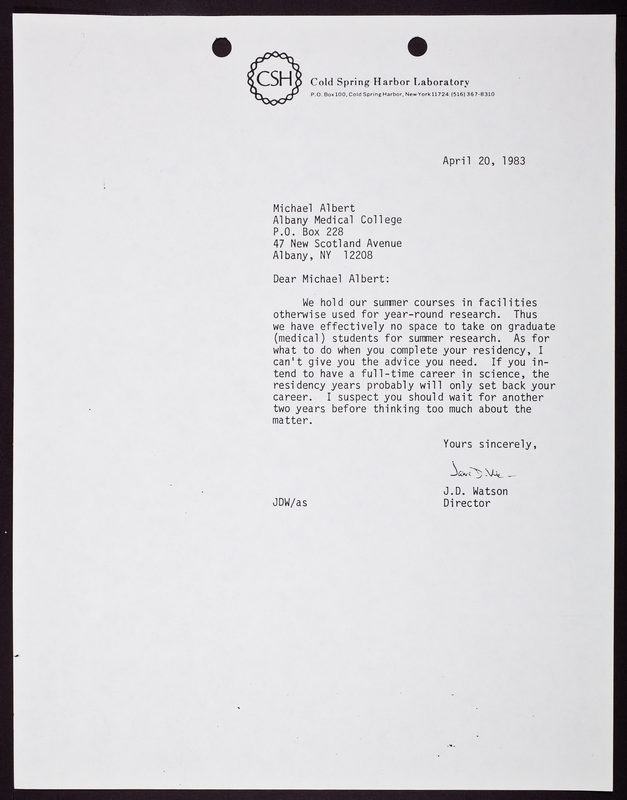 CSH
Cold Spring Harbor Laboratory
P.O. Box 100, Cold Spring Harbor, New York 11724 (516) 367-8310
April 20, 1983
Michael Albert
Albany Medical College
P.O. Box 228
47 New Scotland Avenue
Albany, NY  12208
Dear Michael Albert:
We hold our summer courses in facilities
otherwise used for year-round research.  Thus
we have effectively no space to take on graduate
(medical) students for summer research.  As for
what to do when you complete your residency, I
can't give you the advice you need.  If you in-
tend to have a full-time career in science, the
residency years probably will only set back your
career.  I suspect you should wait for another
two years before thinking too much about the
matter.
Yours sincerely,
J.D. Watson
JDW/as Director